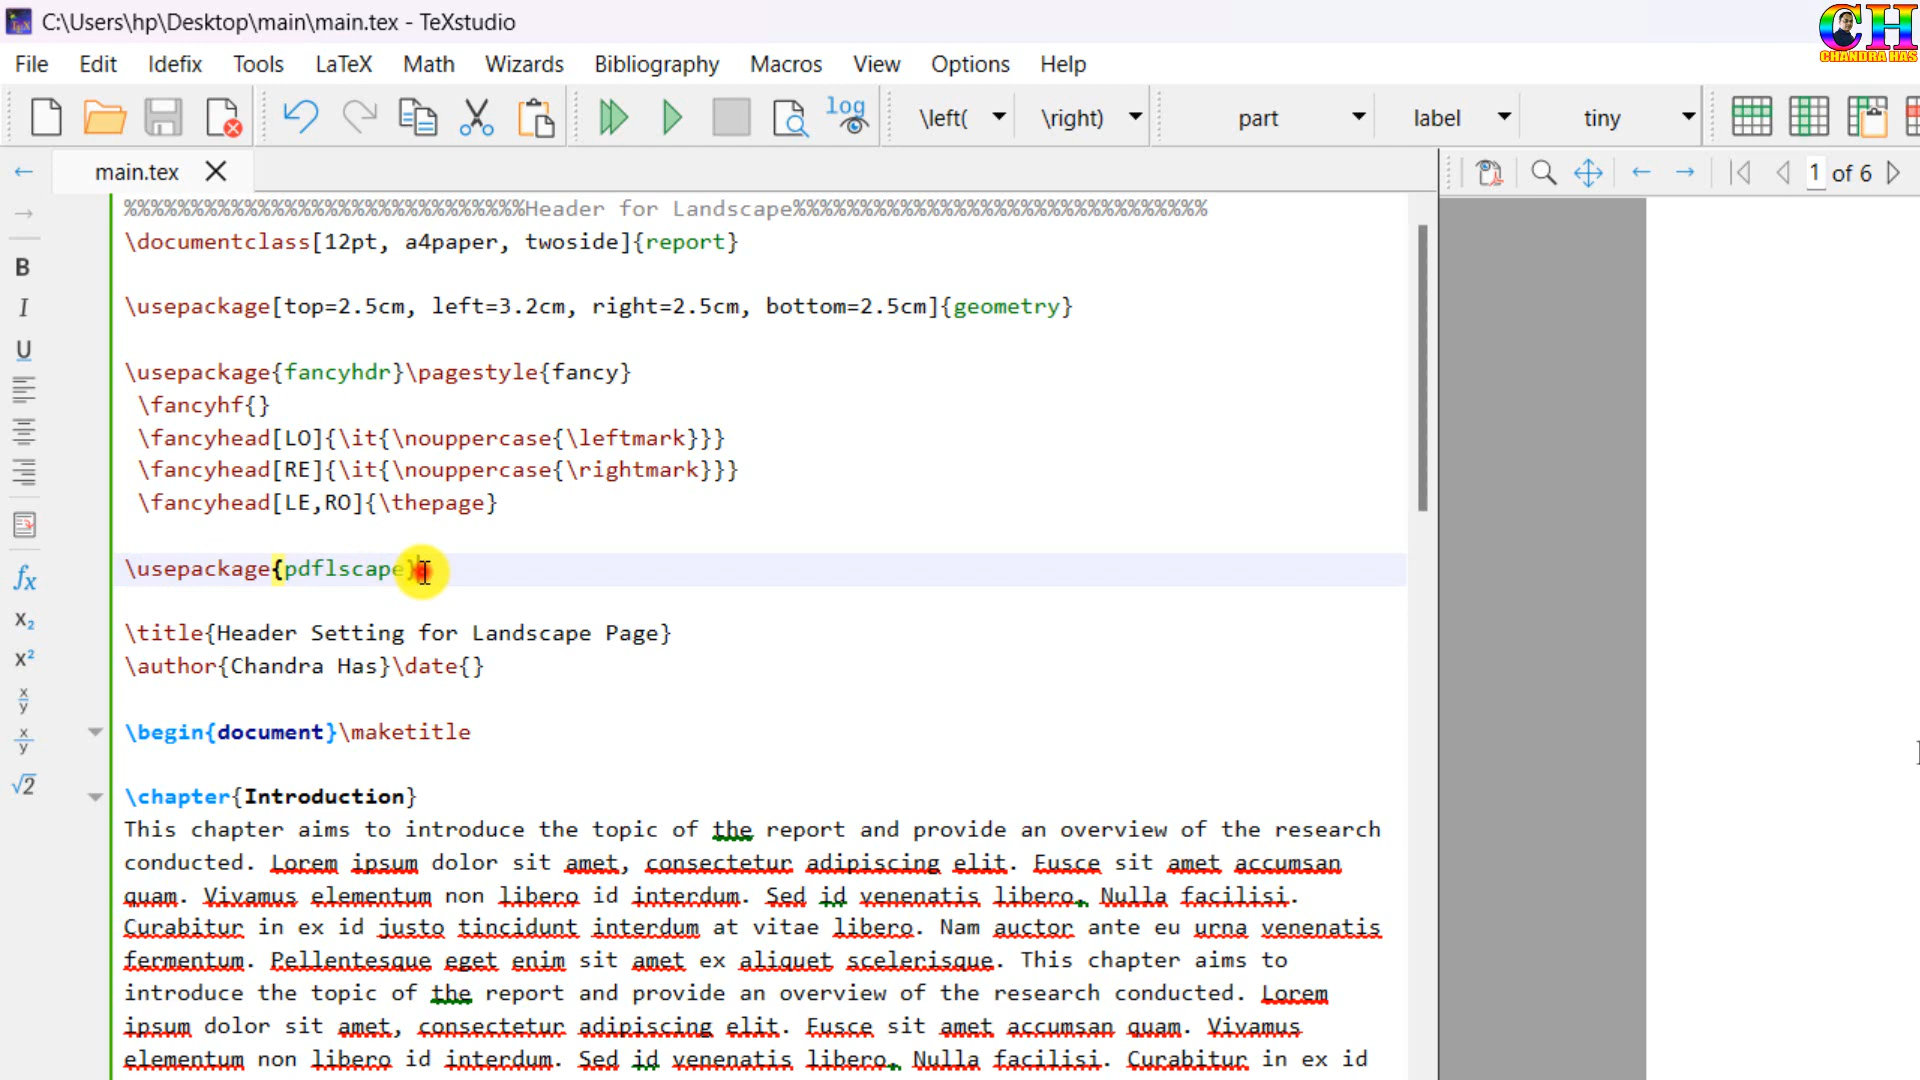 C:\Users\hp\Desktop\main\main.tex - TeXstudio
CH
CHANDRA HAS
File Edit Idefix Tools LaTeX Math Wizards Bibliography Macros View Options Help
log \left( \right) part label tiny
main.tex 1 of 6
%%%%%%%%%%%%%%%%%%%%%%%%%%%%%%Header for Landscape%%%%%%%%%%%%%%%%%%%%%%%%%%%%%%%
\documentclass[12pt, a4paper, twoside]{report}
\usepackage[top=2.5cm, left=3.2cm, right=2.5cm, bottom=2.5cm]{geometry}
\usepackage{fancyhdr}\pagestyle{fancy}
\fancyhf{}
\fancyhead[LO]{\it{\nouppercase{\leftmark}}}
\fancyhead[RE]{\it{\nouppercase{\rightmark}}}
\fancyhead[LE,RO]{\thepage}
\usepackage{pdflscape}
\title{Header Setting for Landscape Page}
\author{Chandra Has}\date{}
\begin{document}\maketitle
\chapter{Introduction}
This chapter aims to introduce the topic of the report and provide an overview of the research
conducted. Lorem ipsum dolor sit amet, consectetur adipiscing elit. Fusce sit amet accumsan
quam. Vivamus elementum non libero id interdum. Sed id venenatis libero. Nulla facilisi.
Curabitur in ex id justo tincidunt interdum at vitae libero. Nam auctor ante eu urna venenatis
fermentum. Pellentesque eget enim sit amet ex aliquet scelerisque. This chapter aims to
introduce the topic of the report and provide an overview of the research conducted. Lorem
ipsum dolor sit amet, consectetur adipiscing elit. Fusce sit amet accumsan quam. Vivamus
elementum non libero id interdum. Sed id venenatis libero. Nulla facilisi. Curabitur in ex id
B
I
U
fx
x₂
x²
x/y
x/y
√2